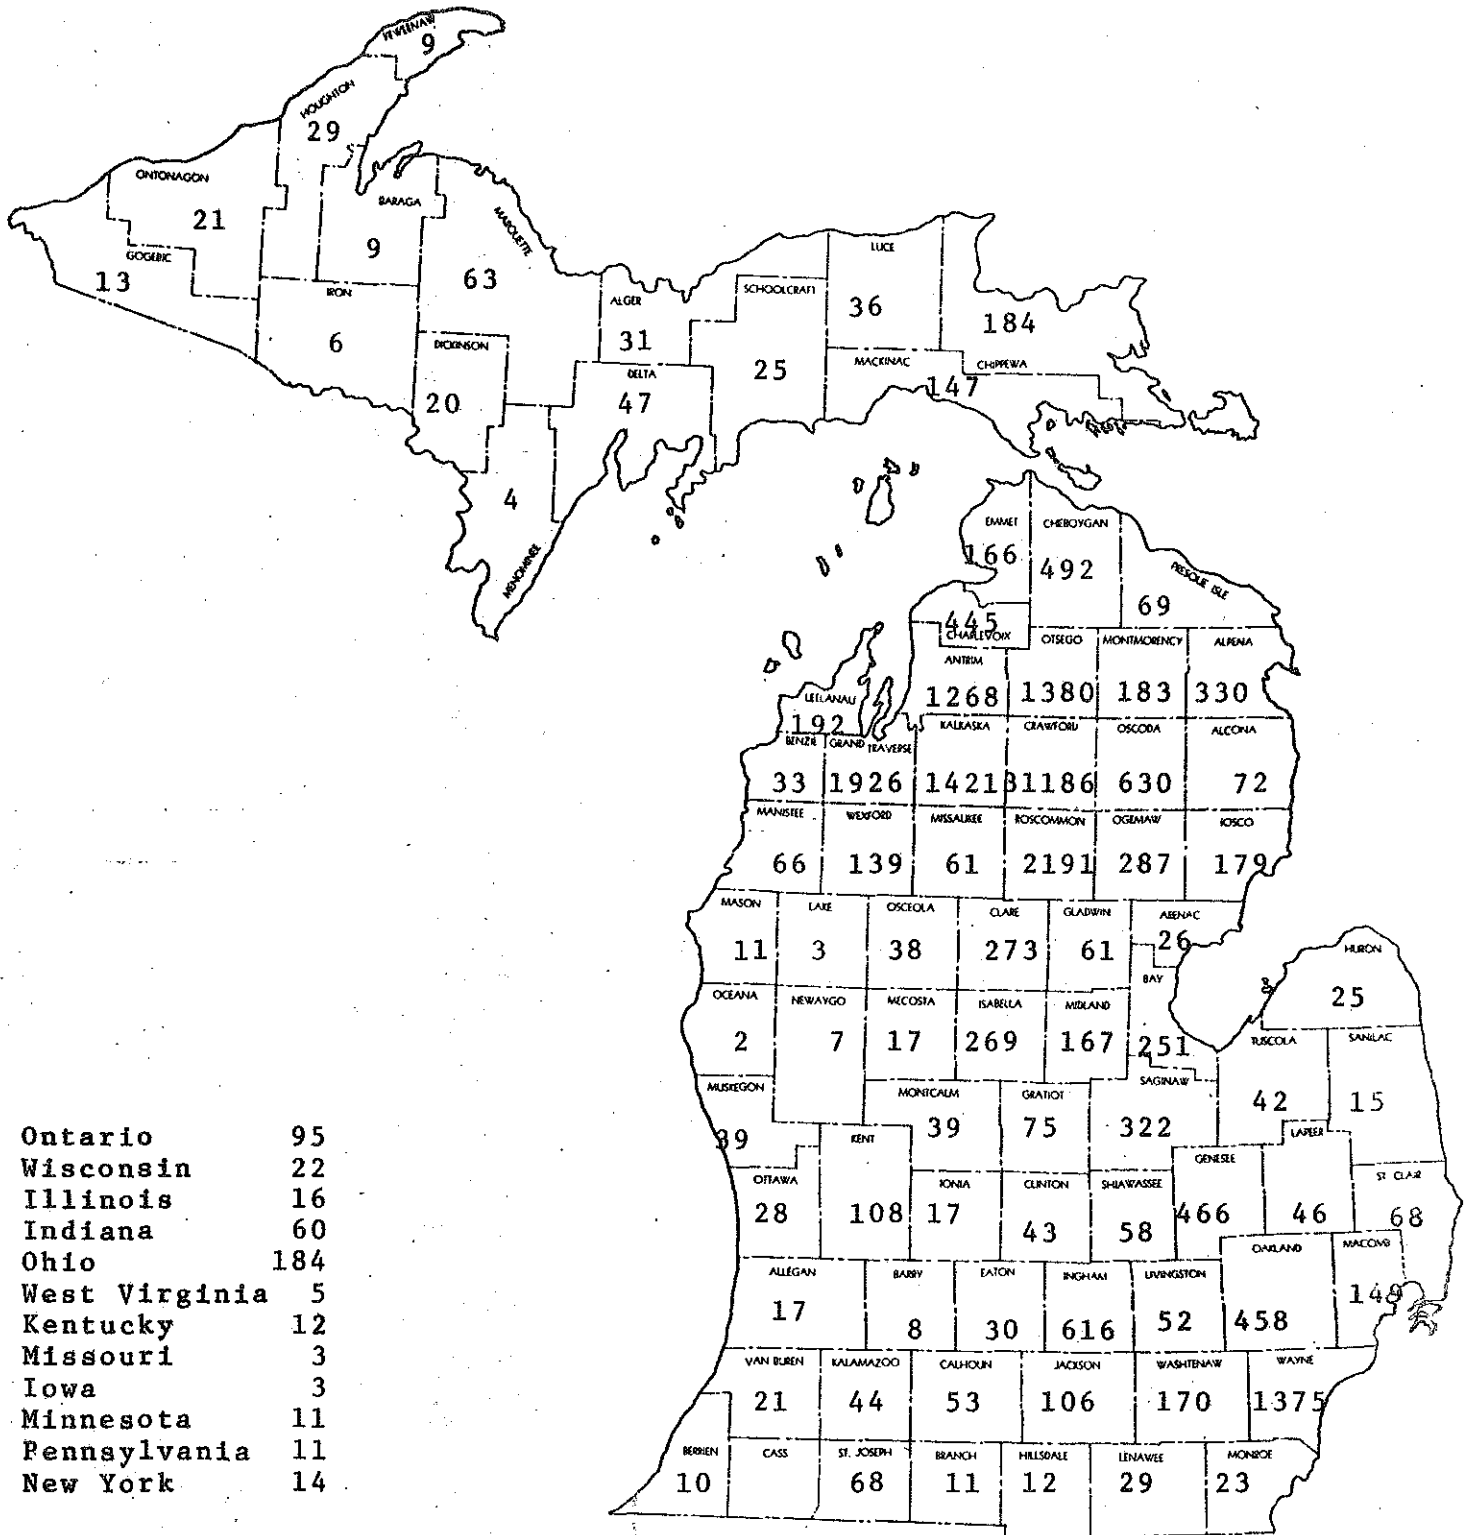 KEWEENAW
9
HOUGHTON
29
ONTONAGON
21
BARAGA
9
MARQUETTE
63
GOGEBIC
13
IRON
6
DICKINSON
20
ALGER
31
SCHOOLCRAFT
25
LUCE
36
184
CHIPPEWA
MACKINAC
147
DELTA
47
4
MENOMINEE
EMMET
166
CHEBOYGAN
492
PRESQUE ISLE
69
445
CHARLEVOIX
ANTRIM
1268
OTSEGO
1380
MONTMORENCY
183
ALPENA
330
LEELANAU
192
BENZIE
33
GRAND TRAVERSE
1926
KALKASKA
1421
CRAWFORD
31186
OSCODA
630
ALCONA
72
MANISTEE
66
WEXFORD
139
MISSAUKEE
61
ROSCOMMON
2191
OGEMAW
287
IOSCO
179
MASON
11
LAKE
3
OSCEOLA
38
CLARE
273
GLADWIN
61
ARENAC
26
HURON
25
OCEANA
2
NEWAYGO
7
MECOSTA
17
ISABELLA
269
MIDLAND
167
BAY
251
TUSCOLA
42
SANILAC
15
MUSKEGON
39
MONTCALM
39
GRATIOT
75
SAGINAW
322
LAPEER
46
KENT
108
OTTAWA
28
IONIA
17
CLINTON
43
SHIAWASSEE
58
GENESEE
466
ST CLAIR
68
ALLEGAN
17
BARRY
8
EATON
30
INGHAM
616
LIVINGSTON
52
OAKLAND
458
MACOMB
149
VAN BUREN
21
KALAMAZOO
44
CALHOUN
53
JACKSON
106
WASHTENAW
170
WAYNE
1375
BERRIEN
10
CASS
ST. JOSEPH
68
BRANCH
11
HILLSDALE
12
LENAWEE
29
MONROE
23
Ontario 95
Wisconsin 22
Illinois 16
Indiana 60
Ohio 184
West Virginia 5
Kentucky 12
Missouri 3
Iowa 3
Minnesota 11
Pennsylvania 11
New York 14